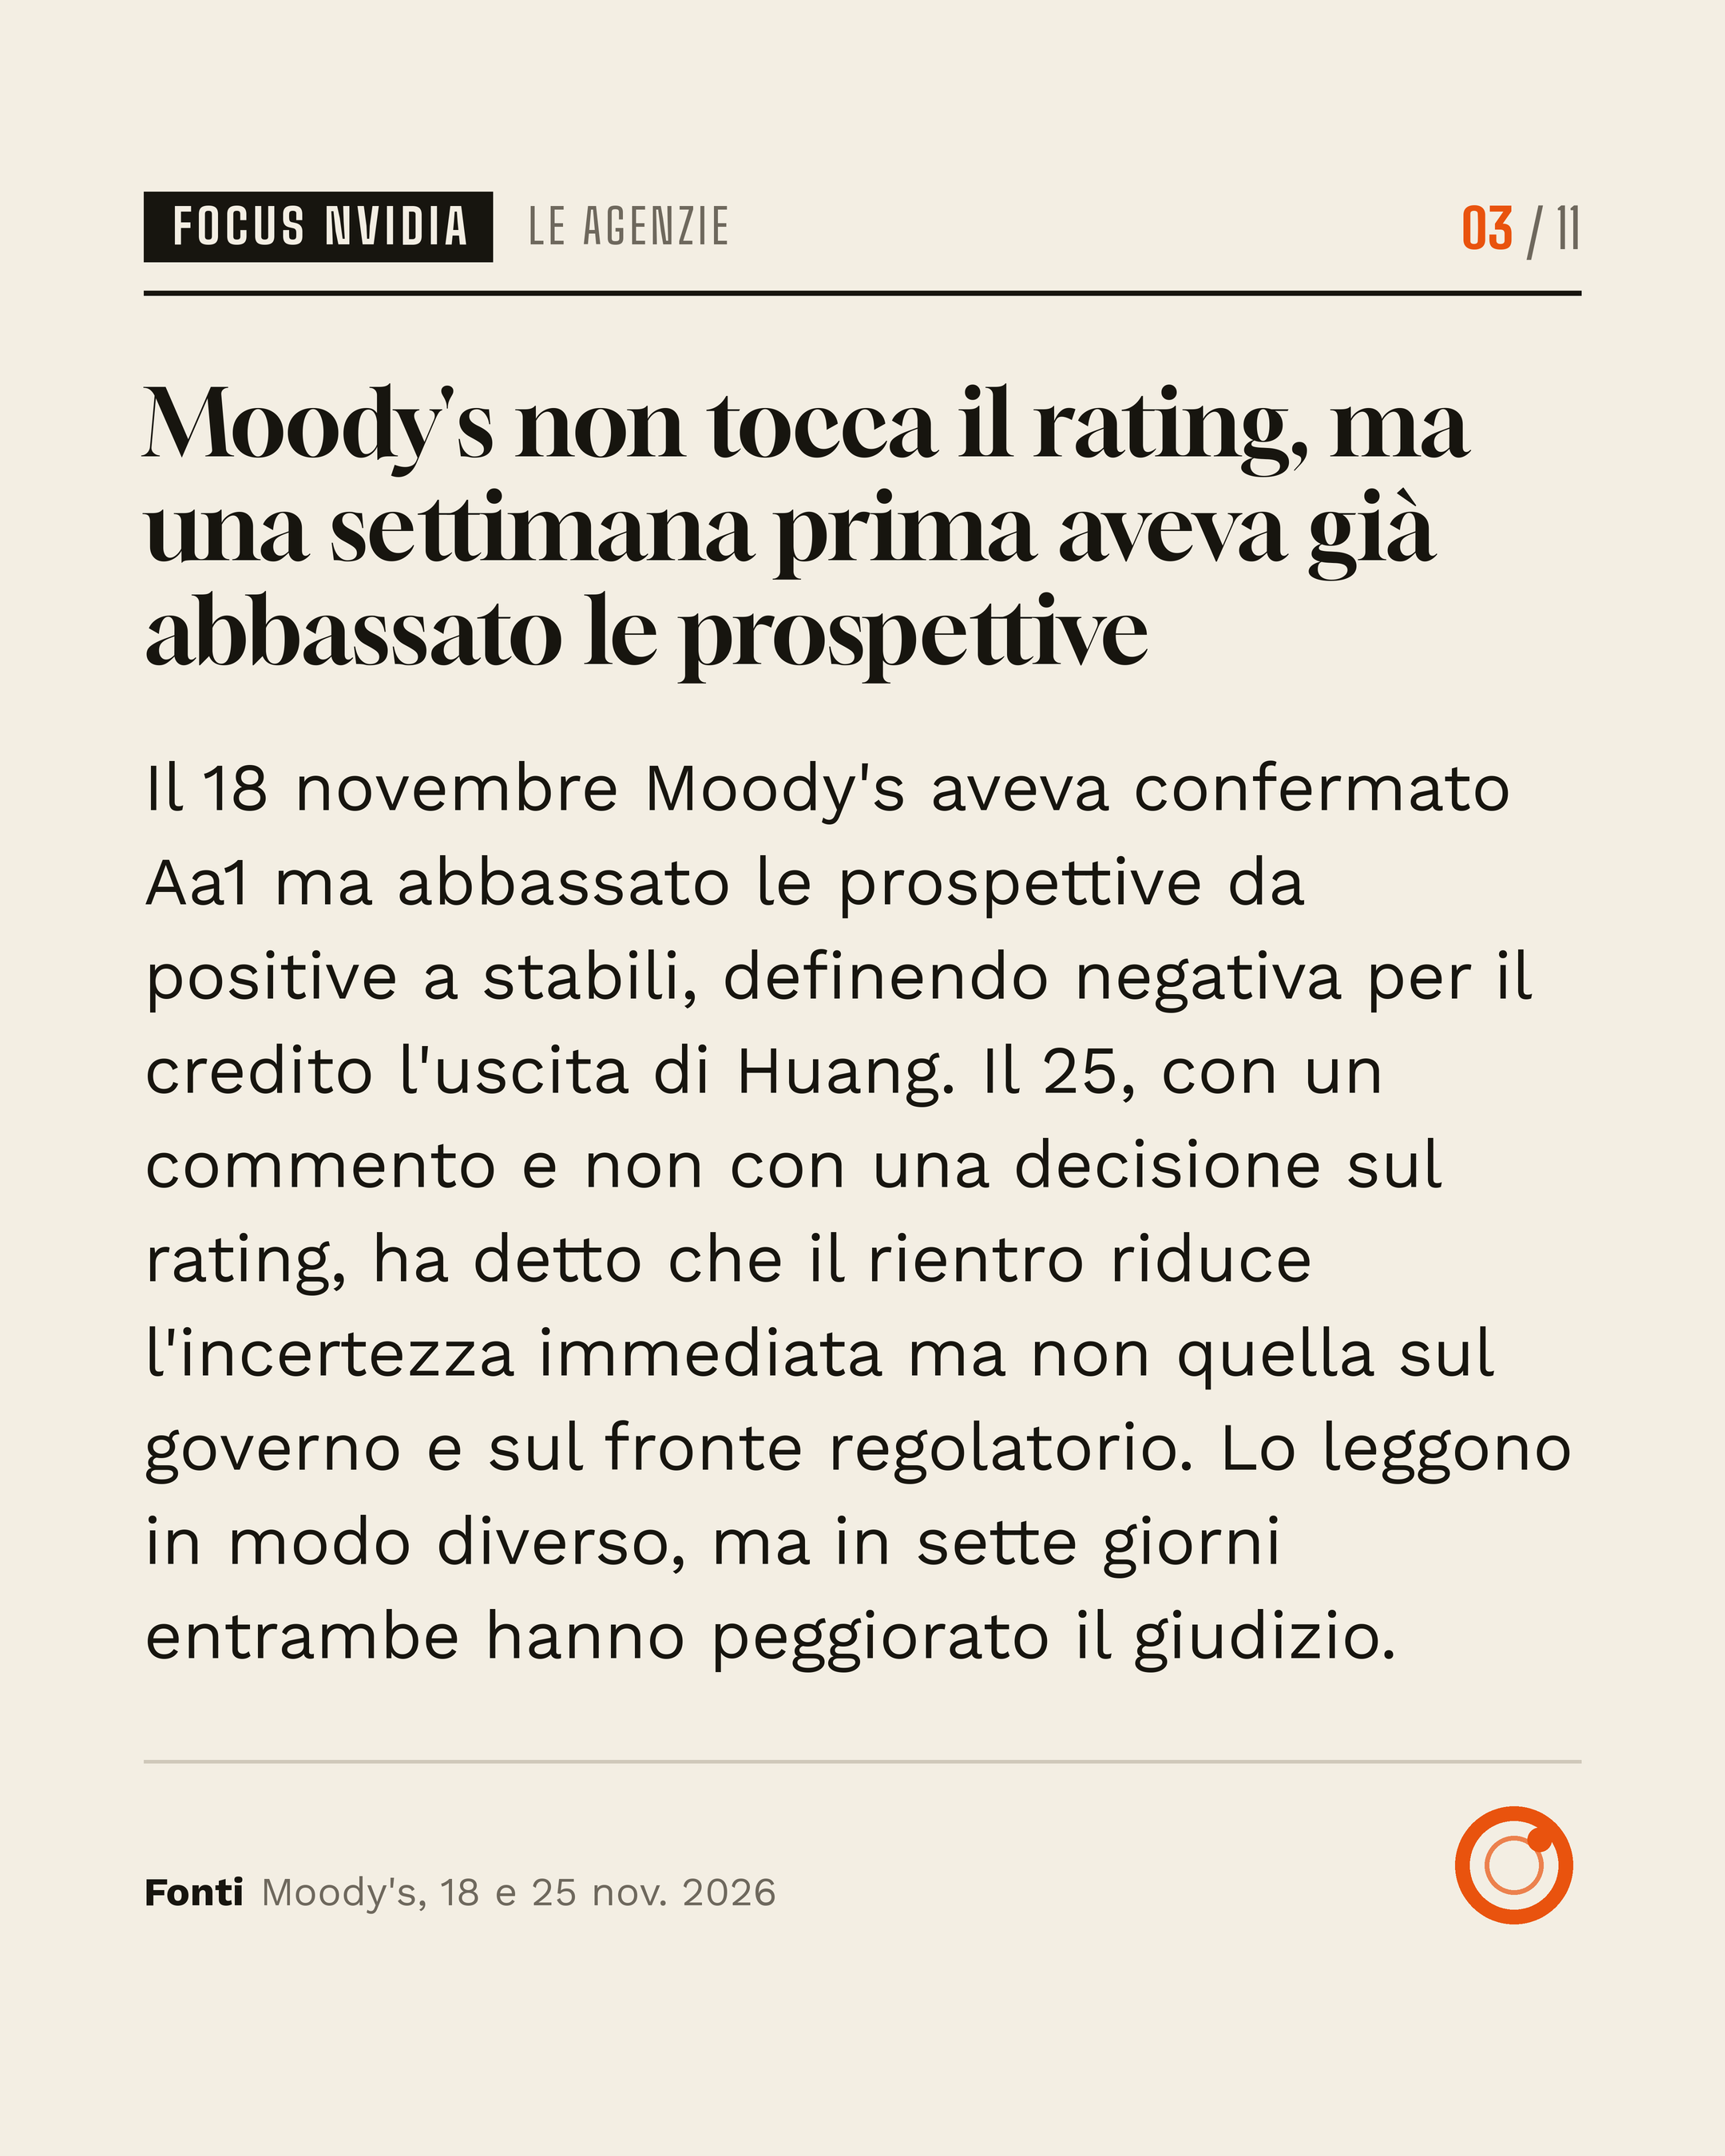 FOCUS NVIDIA LE AGENZIE 03 / 11
Moody's non tocca il rating, ma
una settimana prima aveva già
abbassato le prospettive
Il 18 novembre Moody's aveva confermato
Aa1 ma abbassato le prospettive da
positive a stabili, definendo negativa per il
credito l'uscita di Huang. Il 25, con un
commento e non con una decisione sul
rating, ha detto che il rientro riduce
l'incertezza immediata ma non quella sul
governo e sul fronte regolatorio. Lo leggono
in modo diverso, ma in sette giorni
entrambe hanno peggiorato il giudizio.
Fonti Moody's, 18 e 25 nov. 2026